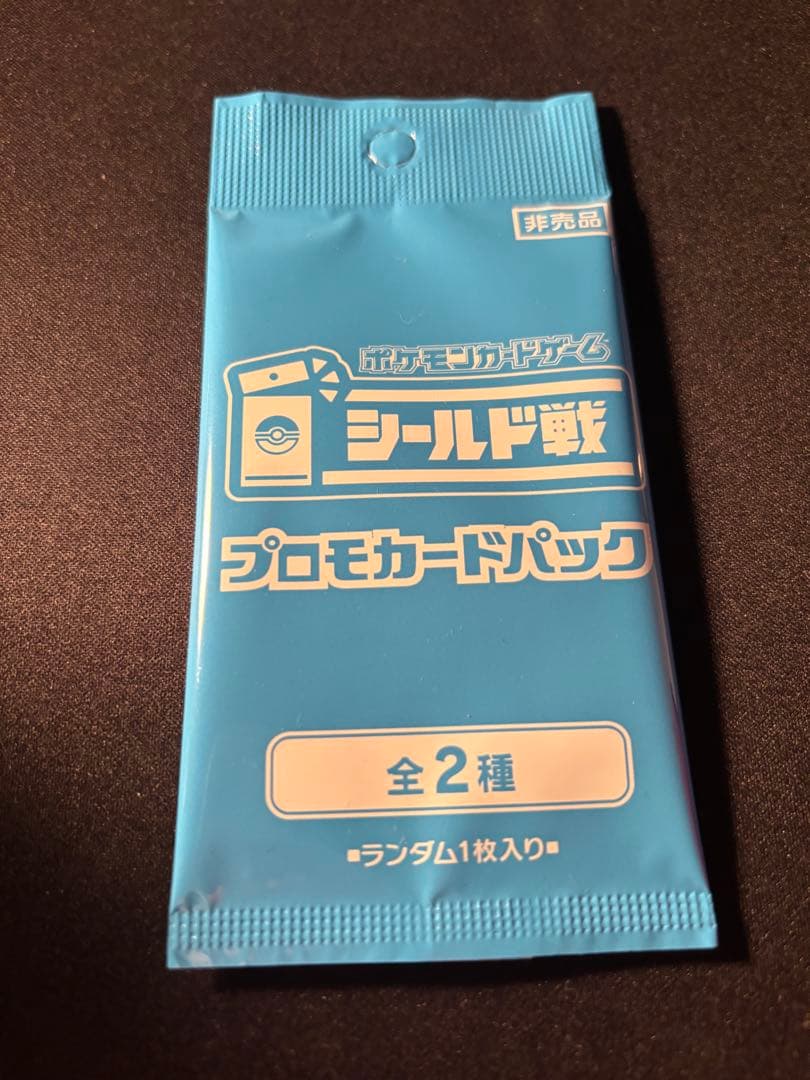 非売品
ポケモンカードゲーム
シールド戦
プロモカードパック
全2種
■ランダム1枚入り■